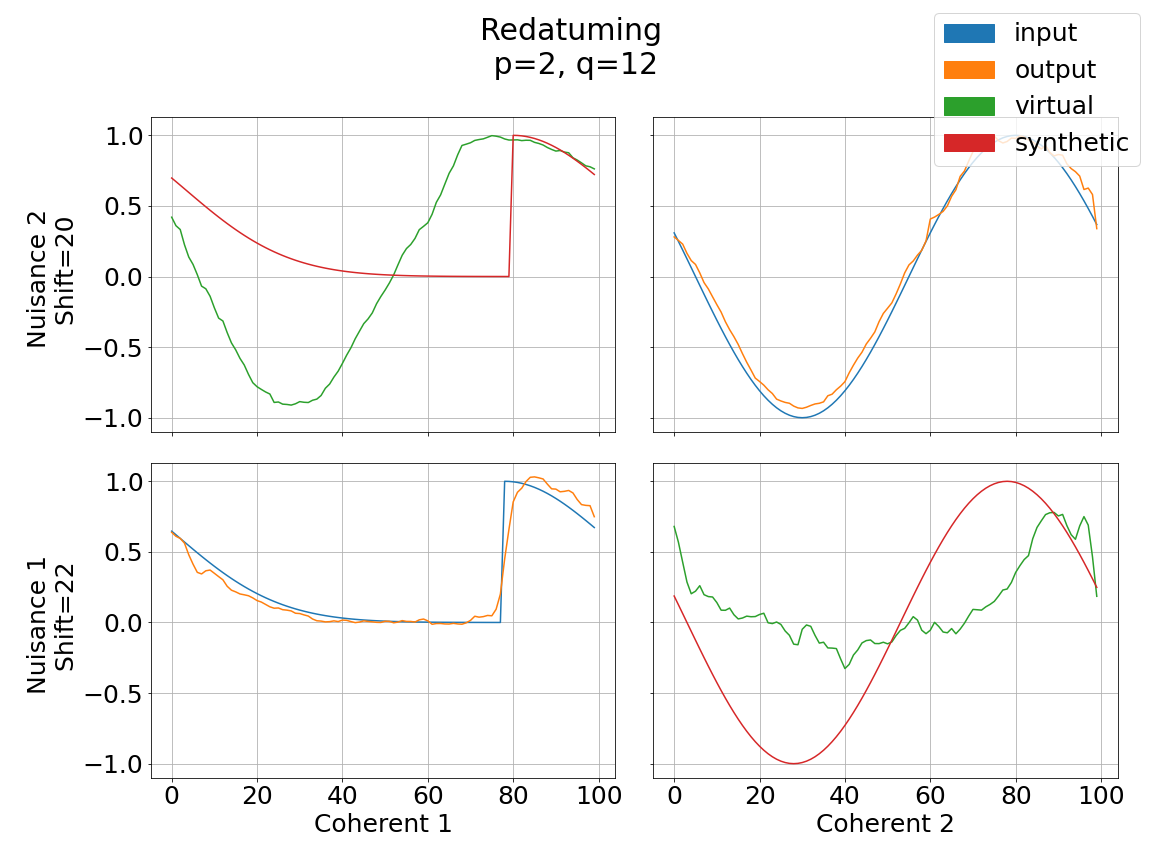 Redatuming
p=2, q=12
input
output
virtual
synthetic
Nuisance 2
Shift=20
1.0
0.5
0.0
−0.5
−1.0
Nuisance 1
Shift=22
1.0
0.5
0.0
−0.5
−1.0
0 20 40 60 80 100
0 20 40 60 80 100
Coherent 1
Coherent 2